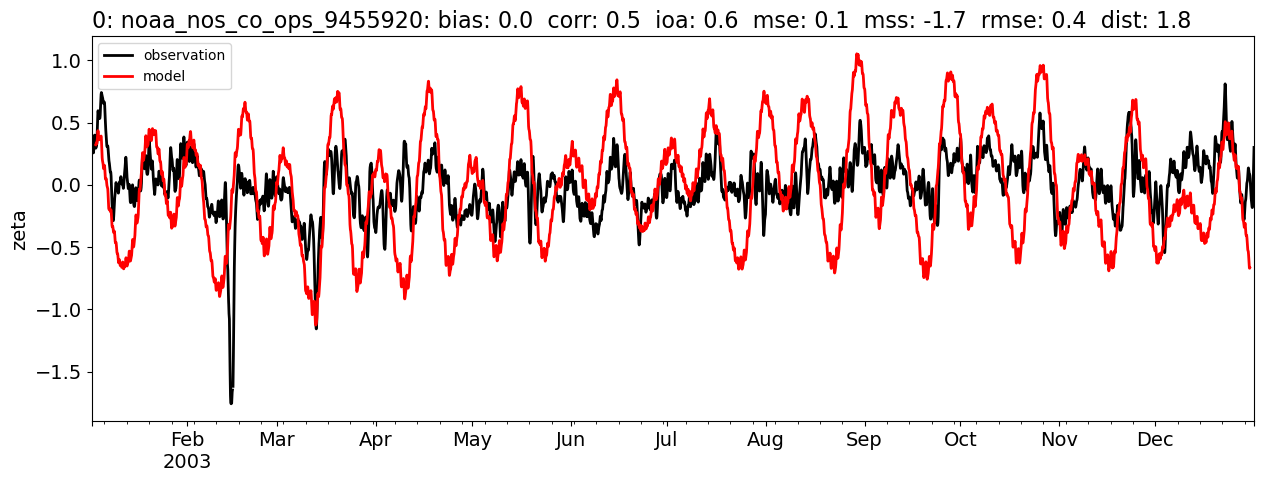 0: noaa_nos_co_ops_9455920: bias: 0.0  corr: 0.5  ioa: 0.6  mse: 0.1  mss: -1.7  rmse: 0.4  dist: 1.8
observation
model
zeta
1.0
0.5
0.0
−0.5
−1.0
−1.5
Feb Mar Apr May Jun Jul Aug Sep Oct Nov Dec
2003